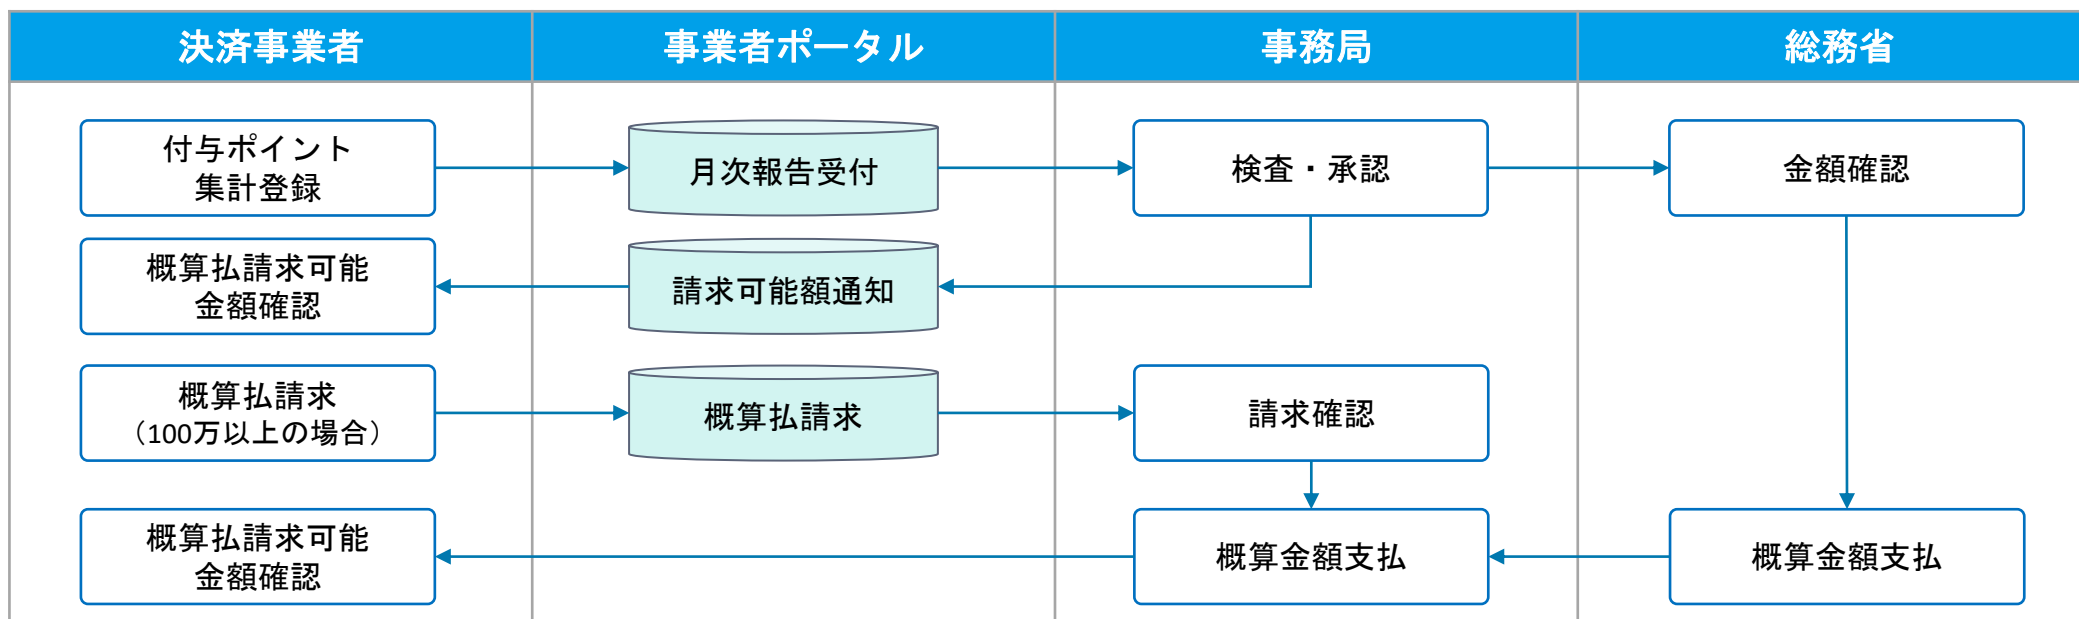 決済事業者
事業者ポータル
事務局
総務省
付与ポイント
集計登録
月次報告受付
検査・承認
金額確認
概算払請求可能
金額確認
請求可能額通知
概算払請求
（100万以上の場合）
概算払請求
請求確認
概算払請求可能
金額確認
概算金額支払
概算金額支払